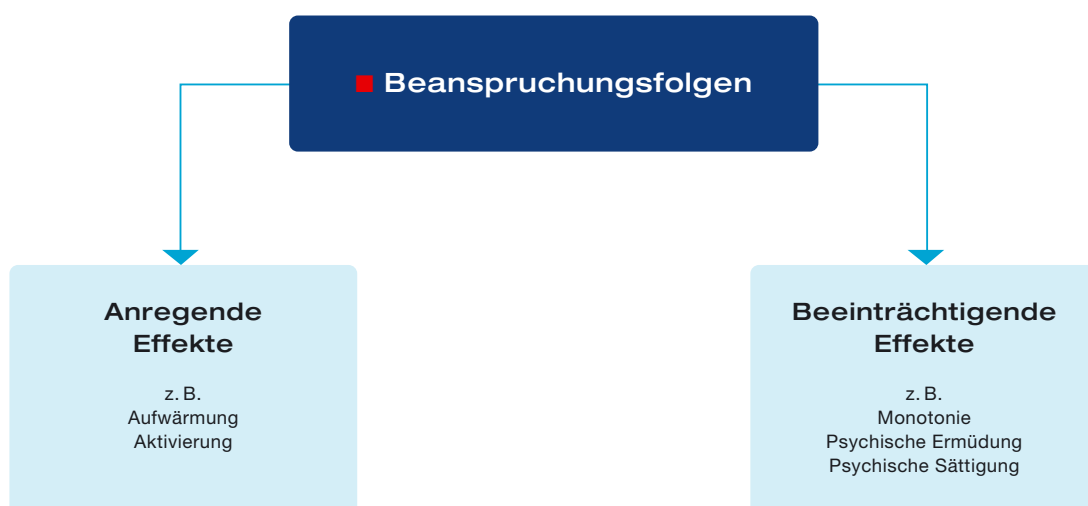 Beanspruchungsfolgen
Anregende
Effekte
z. B.
Aufwärmung
Aktivierung
Beeinträchtigende
Effekte
z. B.
Monotonie
Psychische Ermüdung
Psychische Sättigung